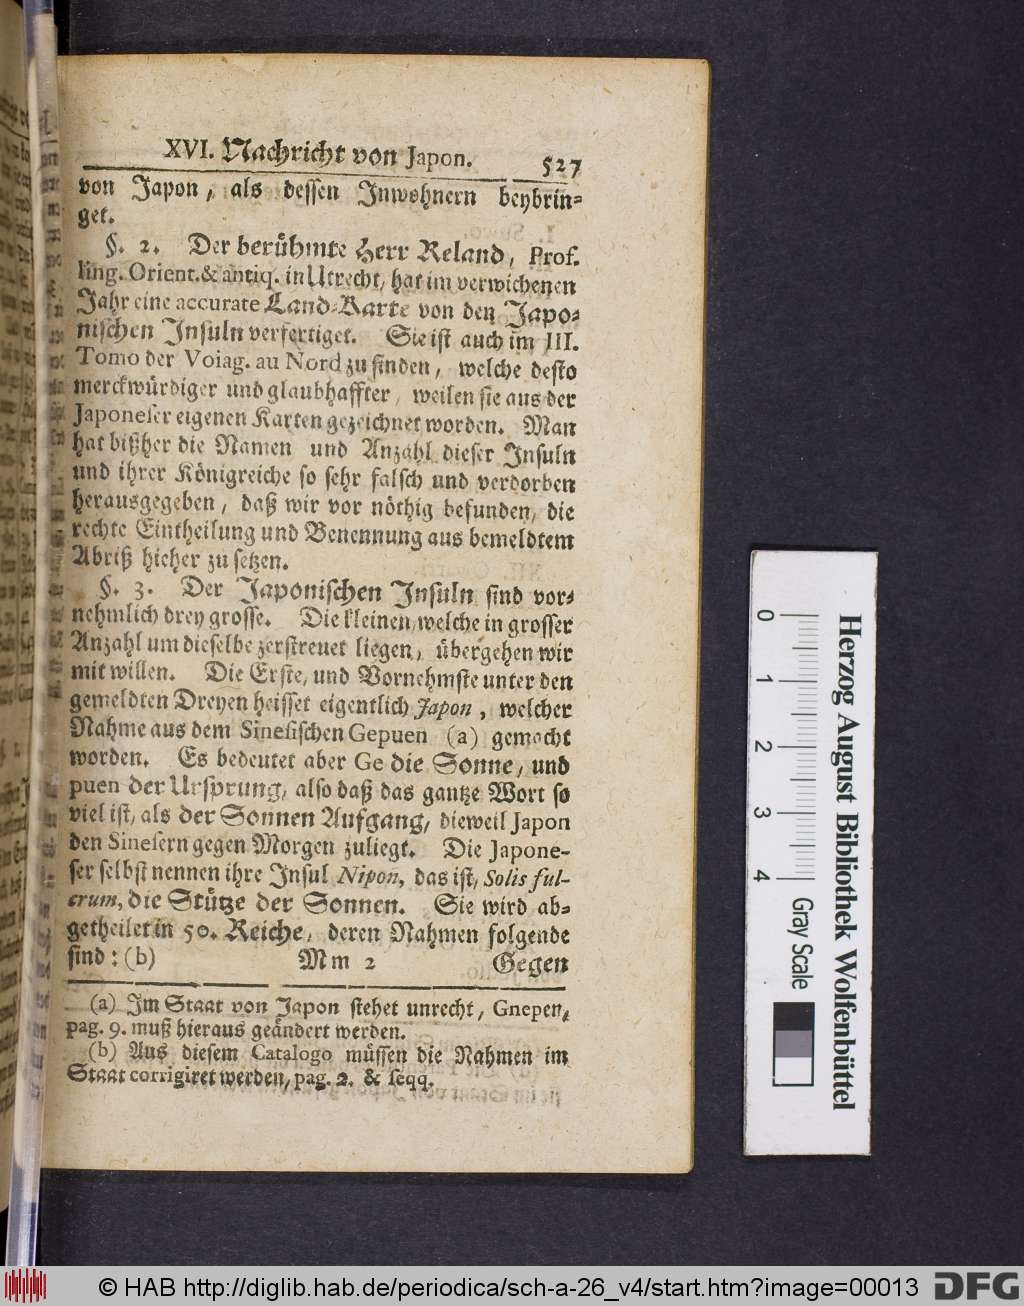 XVI. Nachricht von Japon. 527
von Japon, als dessen Inwohnern beybrin-
get.
§. 2. Der berühmte Herr Reland, Prof.
ling. Orient. & antiq. in Utrecht, hat im verwichenen
Jahr eine accurate Land-Karte von den Japo-
nischen Insuln verfertiget. Sie ist auch im III.
Tomo der Voiag. au Nord zu finden, welche desto
merckwürdiger und glaubhaffter, weilen sie aus der
Japoneser eigenen Karten gezeichnet worden. Man
hat bißher die Namen und Anzahl dieser Insuln
und ihrer Königreiche so sehr falsch und verdorben
herausgegeben, daß wir vor nöthig befunden, die
rechte Eintheilung und Benennung aus bemeldtem
Abriß hieher zu setzen.
§. 3. Der Japonischen Insuln sind vor-
nehmlich drey grosse. Die kleinen, welche in grosser
Anzahl um dieselbe zerstreuet liegen, übergehen wir
mit willen. Die Erste, und Vornehmste unter den
gemeldten Dreyen heisset eigentlich Japon, welcher
Nahme aus dem Sinesischen Gepuen (a) gemacht
worden. Es bedeutet aber Ge die Sonne, und
puen der Ursprung, also daß das gantze Wort so
viel ist, als der Sonnen Aufgang, dieweil Japon
den Sinesern gegen Morgen zuliegt. Die Japone-
ser selbst nennen ihre Insul Nipon, das ist, Solis ful-
crum, die Stütze der Sonnen. Sie wird ab-
getheilet in 50. Reiche, deren Nahmen folgende
sind: (b) Mm 2 Gegen
(a) Im Staat von Japon stehet unrecht, Gnepen,
pag. 9. muß hieraus geändert werden.
(b) Aus diesem Catalogo müssen die Nahmen im
Staat corrigiret werden, pag. 2. & seqq.
0 1 2 3 4
Gray Scale
Herzog August Bibliothek Wolfenbüttel
© HAB http://diglib.hab.de/periodica/sch-a-26_v4/start.htm?image=00013 DFG